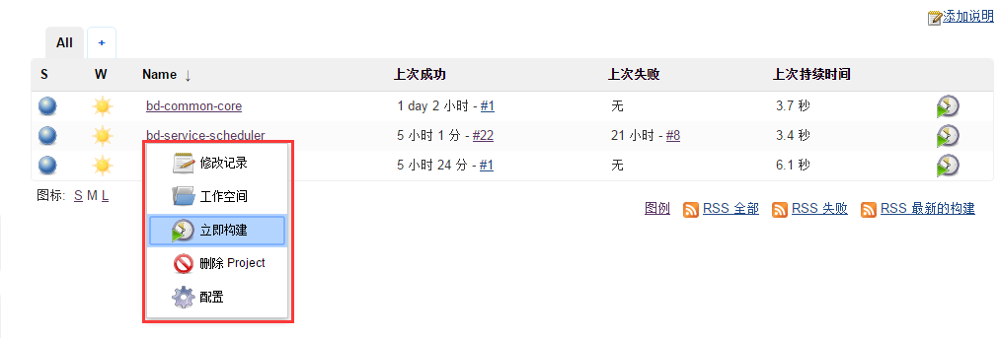 添加说明
All +
S W Name ↓ 上次成功 上次失败 上次持续时间
bd-common-core 1 day 2 小时 - #1 无 3.7 秒
bd-service-scheduler 5 小时 1 分 - #22 21 小时 - #8 3.4 秒
5 小时 24 分 - #1 无 6.1 秒
修改记录
工作空间
立即构建
删除 Project
配置
图标: S M L
图例 RSS 全部 RSS 失败 RSS 最新的构建